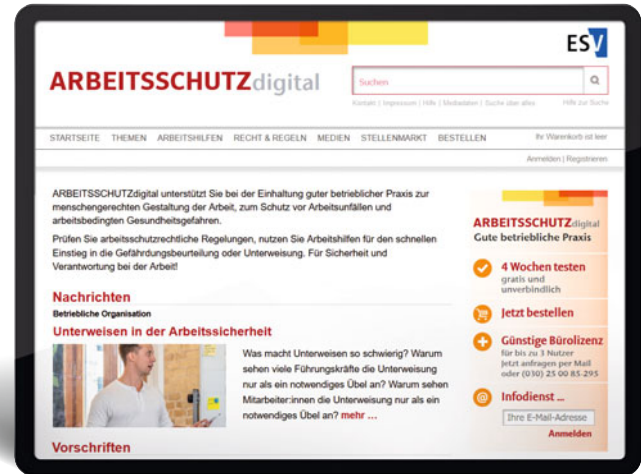 ESV
ARBEITSSCHUTZdigital
Suchen
Kontakt | Impressum | Hilfe | Mediadaten | Suche über alles
Hilfe zur Suche
STARTSEITE THEMEN ARBEITSHILFEN RECHT & REGELN MEDIEN STELLENMARKT BESTELLEN
Ihr Warenkorb ist leer
Anmelden | Registrieren
ARBEITSSCHUTZdigital unterstützt Sie bei der Einhaltung guter betrieblicher Praxis zur
menschengerechten Gestaltung der Arbeit, zum Schutz vor Arbeitsunfällen und
arbeitsbedingten Gesundheitsgefahren.
Prüfen Sie arbeitsschutzrechtliche Regelungen, nutzen Sie Arbeitshilfen für den schnellen
Einstieg in die Gefährdungsbeurteilung oder Unterweisung. Für Sicherheit und
Verantwortung bei der Arbeit!
Nachrichten
Betriebliche Organisation
Unterweisen in der Arbeitssicherheit
Was macht Unterweisen so schwierig? Warum
sehen viele Führungskräfte die Unterweisung
nur als ein notwendiges Übel an? Warum sehen
Mitarbeiter:innen die Unterweisung nur als ein
notwendiges Übel an? mehr …
Vorschriften
ARBEITSSCHUTZdigital
Gute betriebliche Praxis
4 Wochen testen
gratis und
unverbindlich
Jetzt bestellen
Günstige Bürolizenz
für bis zu 3 Nutzer
Jetzt anfragen per Mail
oder (030) 25 00 85-295
Infodienst ...
Ihre E-Mail-Adresse
Anmelden